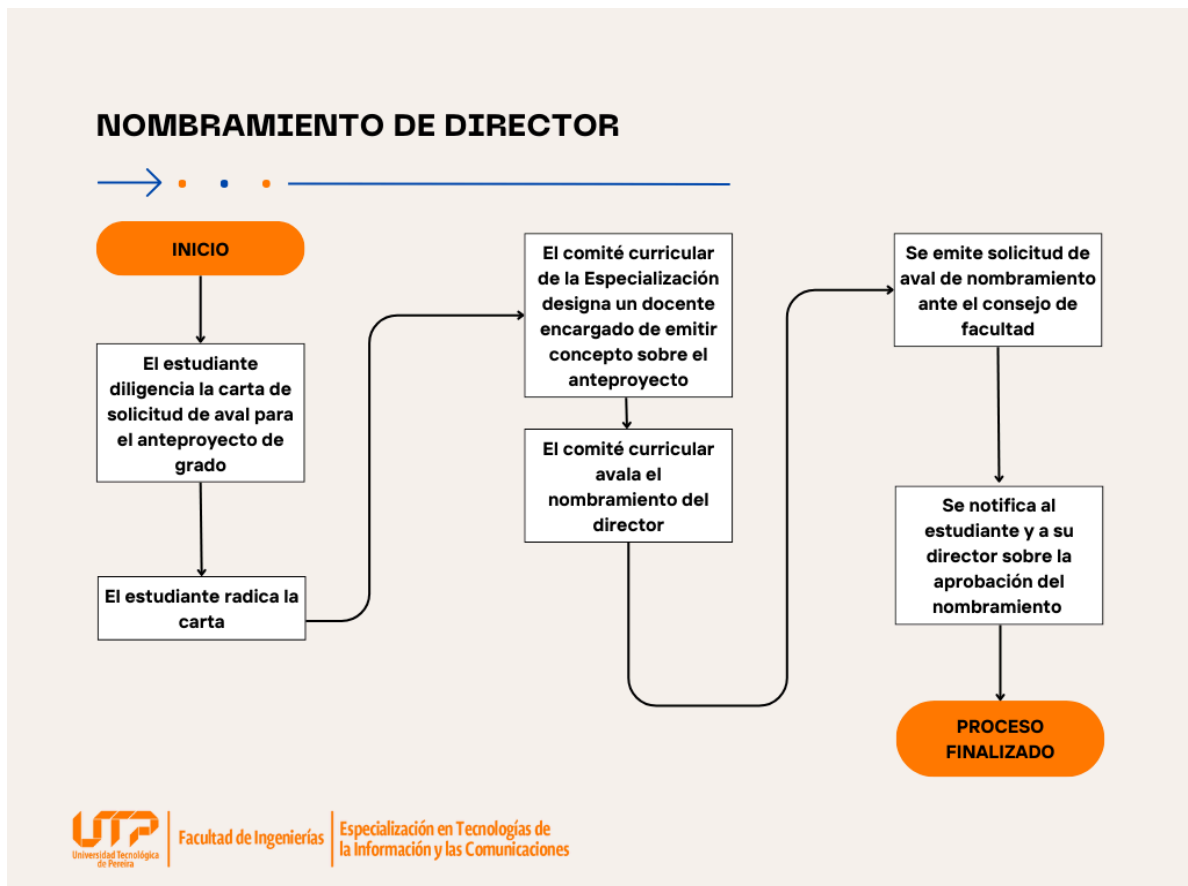 NOMBRAMIENTO DE DIRECTOR
INICIO
El estudiante
diligencia la carta de
solicitud de aval para
el anteproyecto de
grado
El estudiante radica la
carta
El comité curricular
de la Especialización
designa un docente
encargado de emitir
concepto sobre el
anteproyecto
El comité curricular
avala el
nombramiento del
director
Se emite solicitud de
aval de nombramiento
ante el consejo de
facultad
Se notifica al
estudiante y a su
director sobre la
aprobación del
nombramiento
PROCESO
FINALIZADO
UTP
Universidad Tecnológica
de Pereira
Facultad de Ingenierías
Especialización en Tecnologías de
la Información y las Comunicaciones